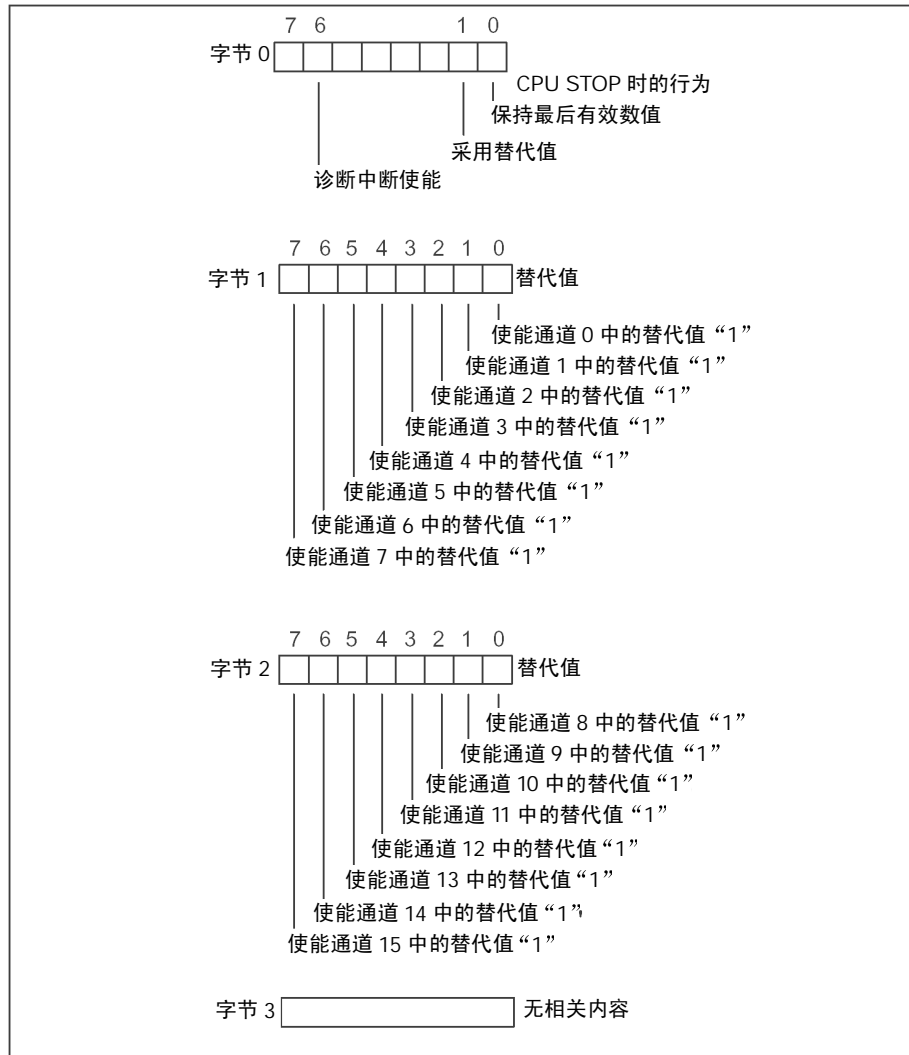 7 6 1 0
字节 0
CPU STOP 时的行为
保持最后有效数值
采用替代值
诊断中断使能
7 6 5 4 3 2 1 0
字节 1 替代值
使能通道 0 中的替代值“1”
使能通道 1 中的替代值“1”
使能通道 2 中的替代值“1”
使能通道 3 中的替代值“1”
使能通道 4 中的替代值“1”
使能通道 5 中的替代值“1”
使能通道 6 中的替代值“1”
使能通道 7 中的替代值“1”
7 6 5 4 3 2 1 0
字节 2 替代值
使能通道 8 中的替代值“1”
使能通道 9 中的替代值“1”
使能通道 10 中的替代值“1”
使能通道 11 中的替代值“1”
使能通道 12 中的替代值“1”
使能通道 13 中的替代值“1”
使能通道 14 中的替代值“1”
使能通道 15 中的替代值“1”
字节 3 无相关内容